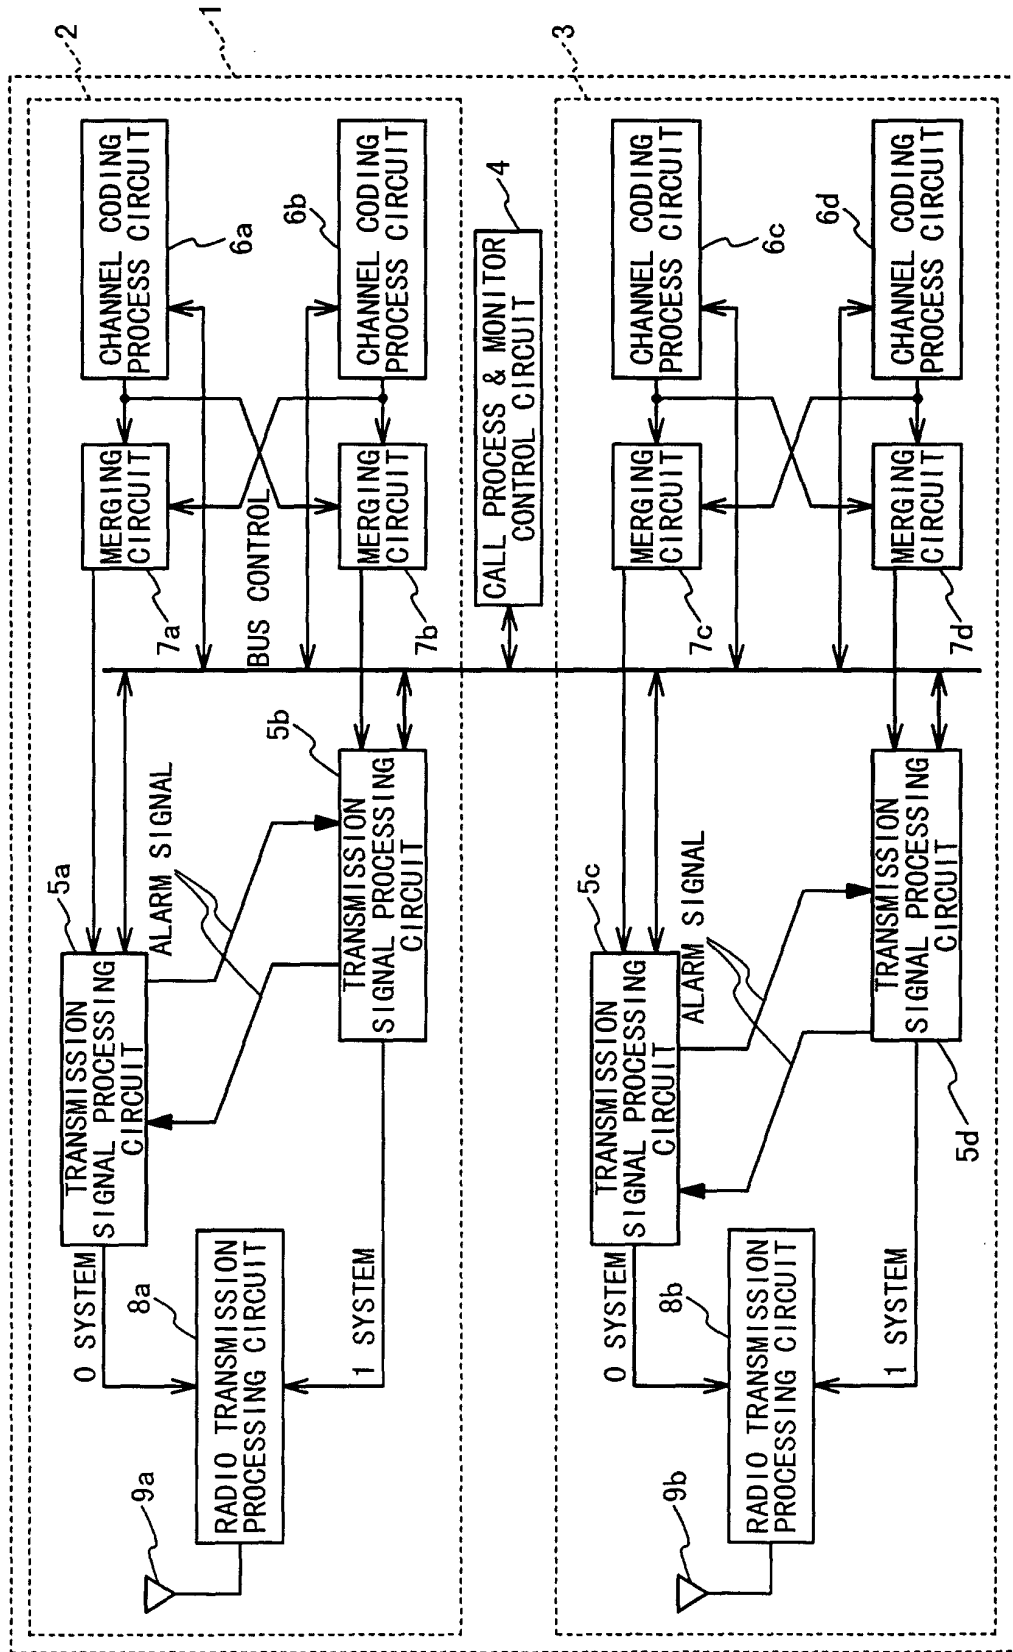 1
2
CHANNEL CODING
PROCESS CIRCUIT
6a
CHANNEL CODING
PROCESS CIRCUIT
6b
MERGING
CIRCUIT
7a
MERGING
CIRCUIT
7b
BUS CONTROL
TRANSMISSION
SIGNAL PROCESSING
CIRCUIT
5a
ALARM SIGNAL
TRANSMISSION
SIGNAL PROCESSING
CIRCUIT
5b
0 SYSTEM
8a
RADIO TRANSMISSION
PROCESSING CIRCUIT
1 SYSTEM
9a
CALL PROCESS & MONITOR
CONTROL CIRCUIT
4
3
CHANNEL CODING
PROCESS CIRCUIT
6c
CHANNEL CODING
PROCESS CIRCUIT
6d
MERGING
CIRCUIT
7c
MERGING
CIRCUIT
7d
TRANSMISSION
SIGNAL PROCESSING
CIRCUIT
5c
ALARM SIGNAL
TRANSMISSION
SIGNAL PROCESSING
CIRCUIT
5d
0 SYSTEM
8b
RADIO TRANSMISSION
PROCESSING CIRCUIT
1 SYSTEM
9b